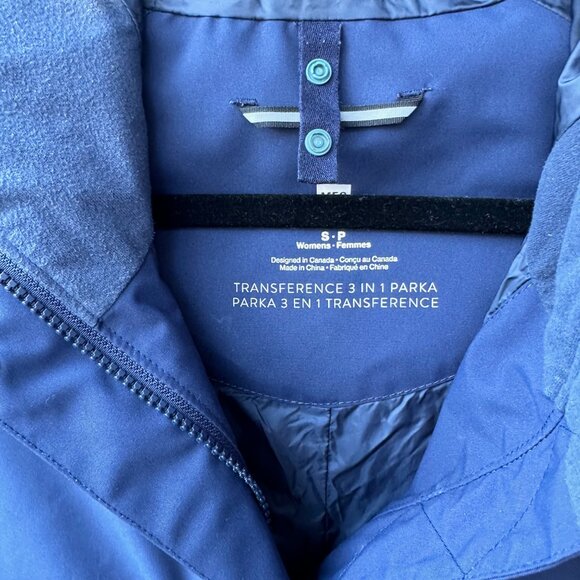 S·P
Womens·Femmes
Designed in Canada·Conçu au Canada
Made in China·Fabriqué en Chine
TRANSFERENCE 3 IN 1 PARKA
PARKA 3 EN 1 TRANSFERENCE